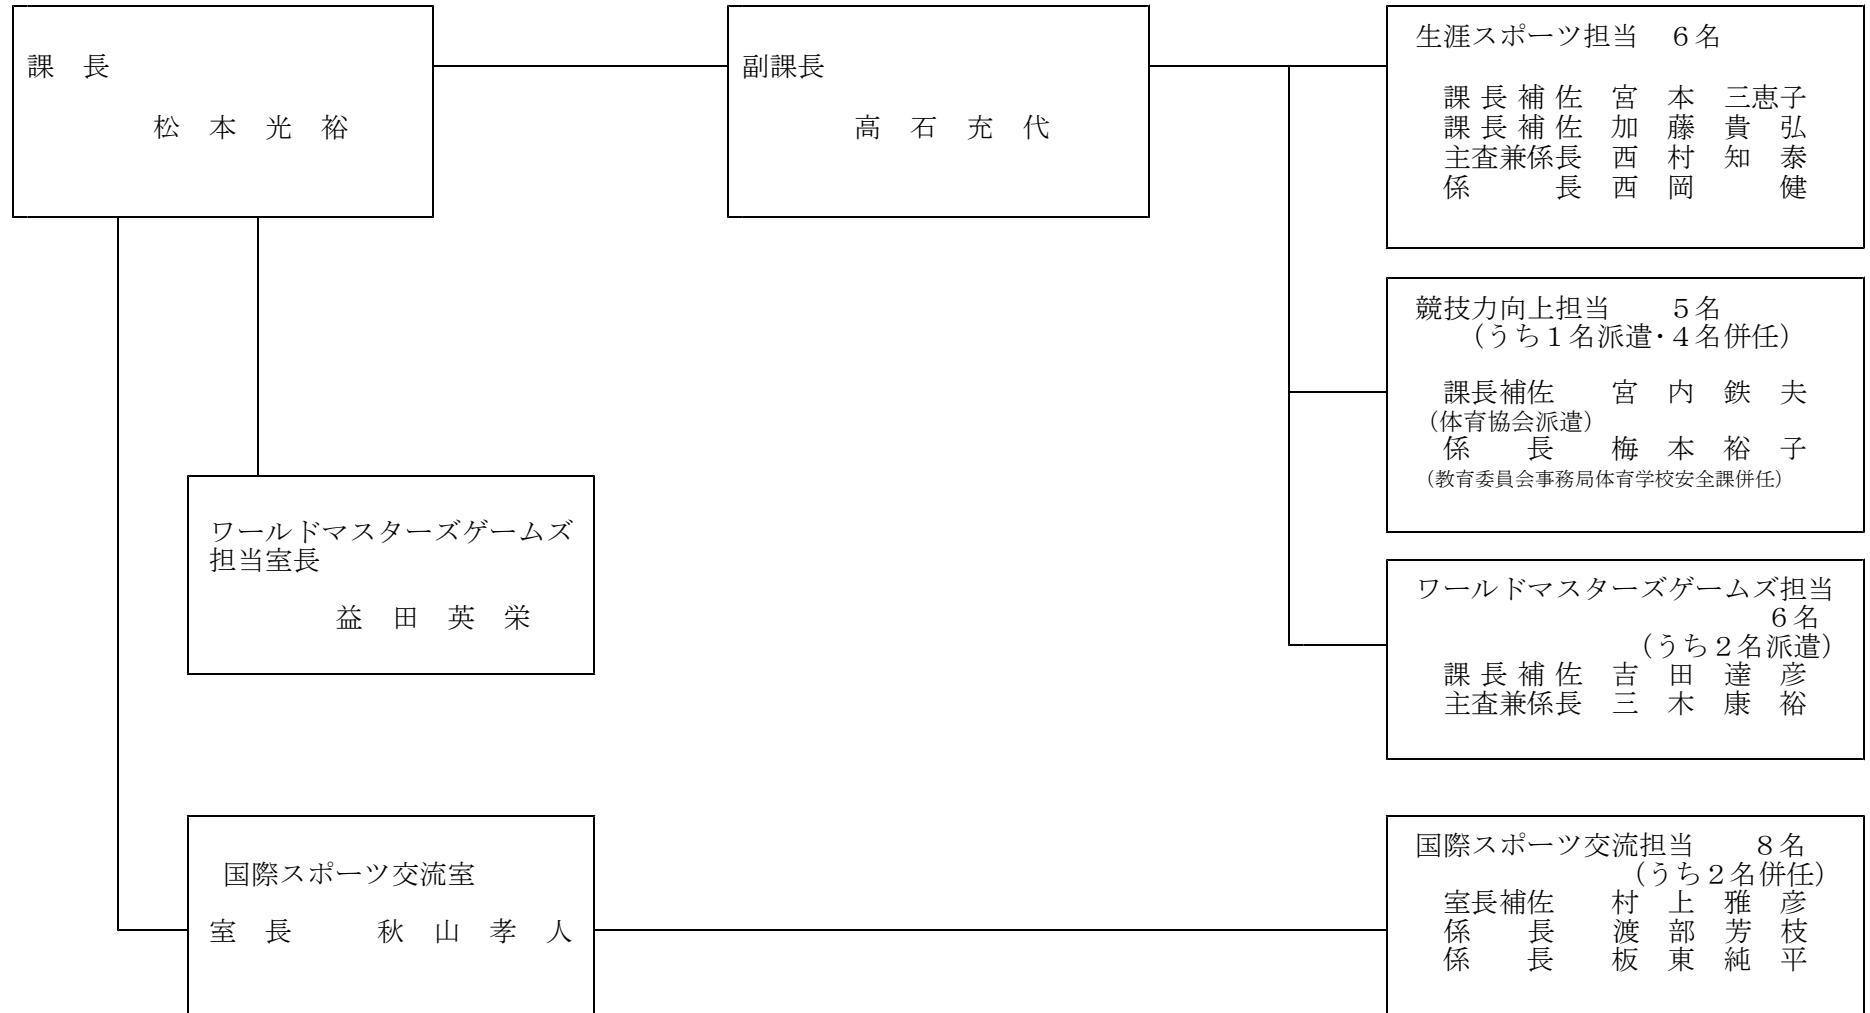 課　長
松　本　光　裕
副課長
高　石　充　代
生涯スポーツ担当　６名
課長補佐　宮　本　三恵子
課長補佐　加　藤　貴　弘
主査兼係長　西　村　知　泰
係　　　長　西　岡　　　健
競技力向上担当　　５名
（うち１名派遣・４名併任）
課長補佐　　宮　内　鉄　夫
（体育協会派遣）
係　　長　　梅　本　裕　子
（教育委員会事務局体育学校安全課併任）
ワールドマスターズゲームズ
担当室長
益　田　英　栄
ワールドマスターズゲームズ担当
６名
（うち２名派遣）
課長補佐　吉　田　達　彦
主査兼係長　三　木　康　裕
国際スポーツ交流室
室　長　　　秋　山　孝　人
国際スポーツ交流担当　　８名
（うち２名併任）
室長補佐　　村　上　雅　彦
係　　長　　渡　部　芳　枝
係　　長　　板　東　純　平